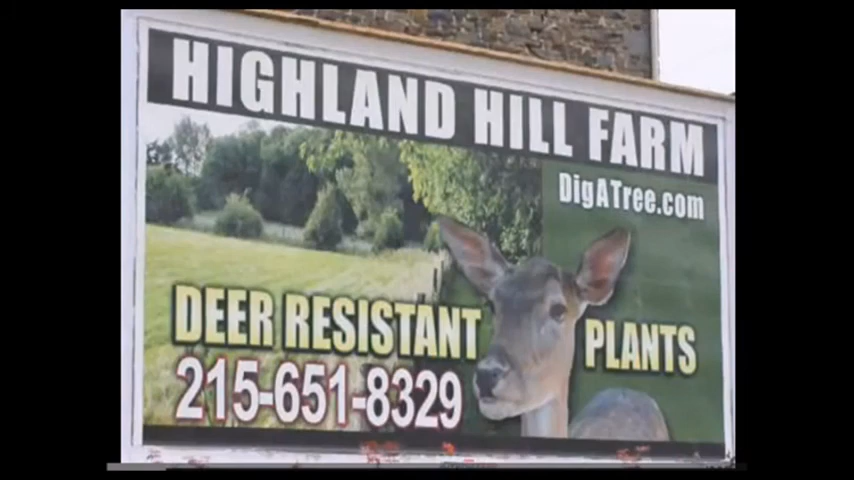 HIGHLAND HILL FARM
DigATree.com
DEER RESISTANT PLANTS
215-651-8329